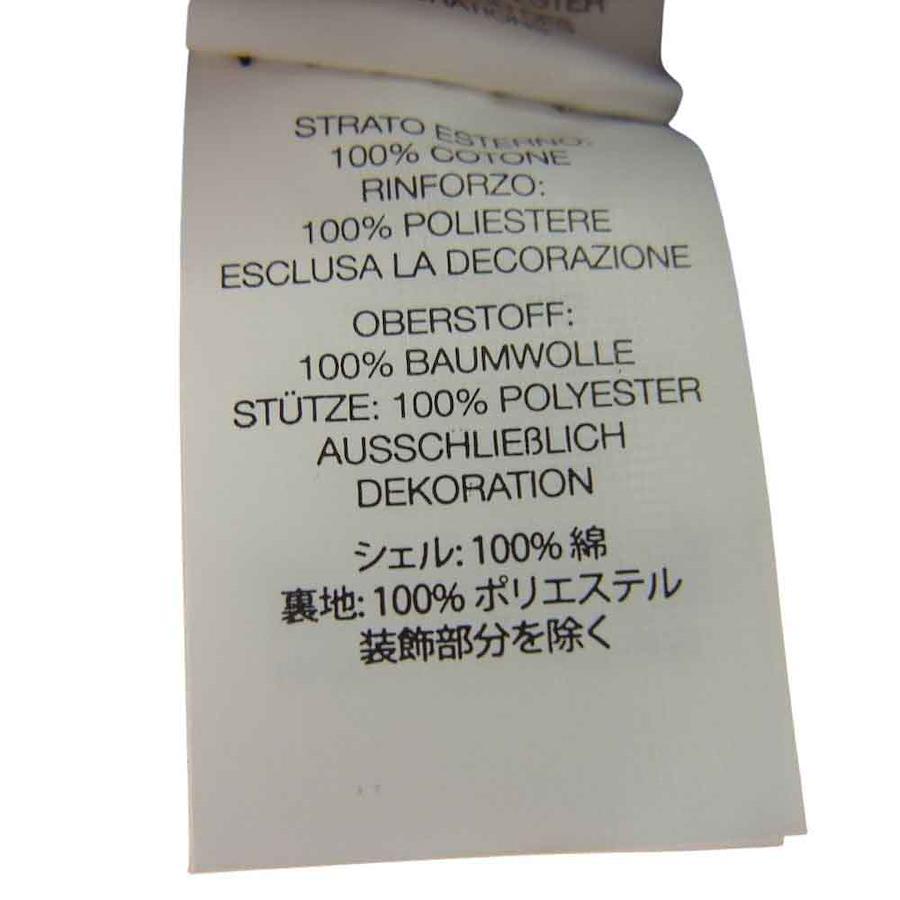 STRATO ESTERNO:
100% COTONE
RINFORZO:
100% POLIESTERE
ESCLUSA LA DECORAZIONE
OBERSTOFF:
100% BAUMWOLLE
STÜTZE: 100% POLYESTER
AUSSCHLIEßLICH
DEKORATION
シェル: 100% 綿
裏地: 100% ポリエステル
装飾部分を除く